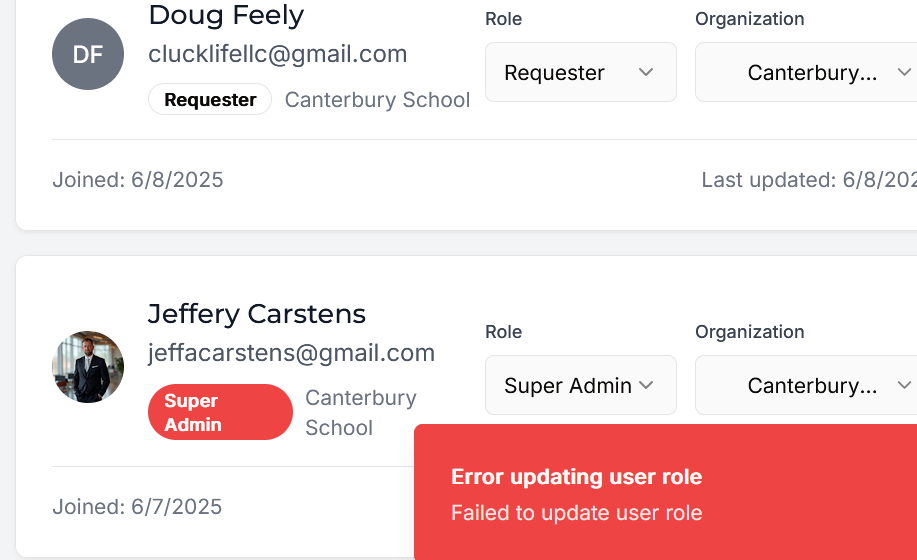 Doug Feely
DF
clucklifellc@gmail.com
Requester
Canterbury School
Role
Requester
Organization
Canterbury...
Joined: 6/8/2025
Last updated: 6/8/202
Jeffery Carstens
jeffacarstens@gmail.com
Super
Admin
Canterbury
School
Role
Super Admin
Organization
Canterbury...
Joined: 6/7/2025
Error updating user role
Failed to update user role